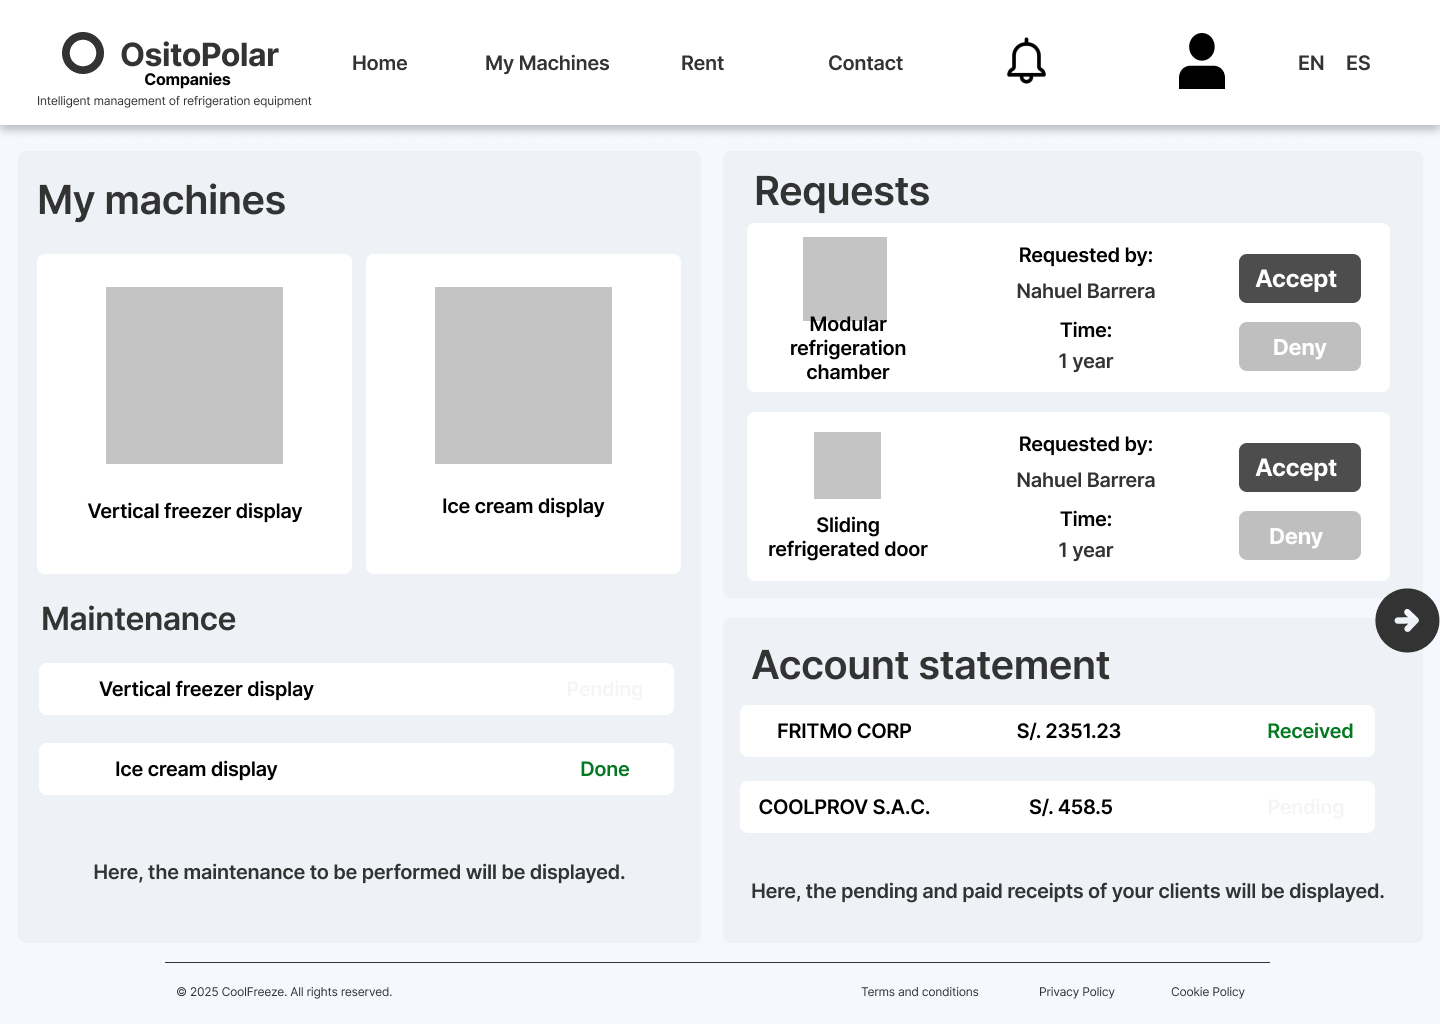 OsitoPolar
Companies
Intelligent management of refrigeration equipment
Home
My Machines
Rent
Contact
EN
ES
My machines
Vertical freezer display
Ice cream display
Maintenance
Vertical freezer display
Pending
Ice cream display
Done
Here, the maintenance to be performed will be displayed.
Requests
Modular
refrigeration
chamber
Requested by:
Nahuel Barrera
Time:
1 year
Accept
Deny
Sliding
refrigerated door
Requested by:
Nahuel Barrera
Time:
1 year
Accept
Deny
Account statement
FRITMO CORP
S/. 2351.23
Received
COOLPROV S.A.C.
S/. 458.5
Pending
Here, the pending and paid receipts of your clients will be displayed.
© 2025 CoolFreeze. All rights reserved.
Terms and conditions
Privacy Policy
Cookie Policy